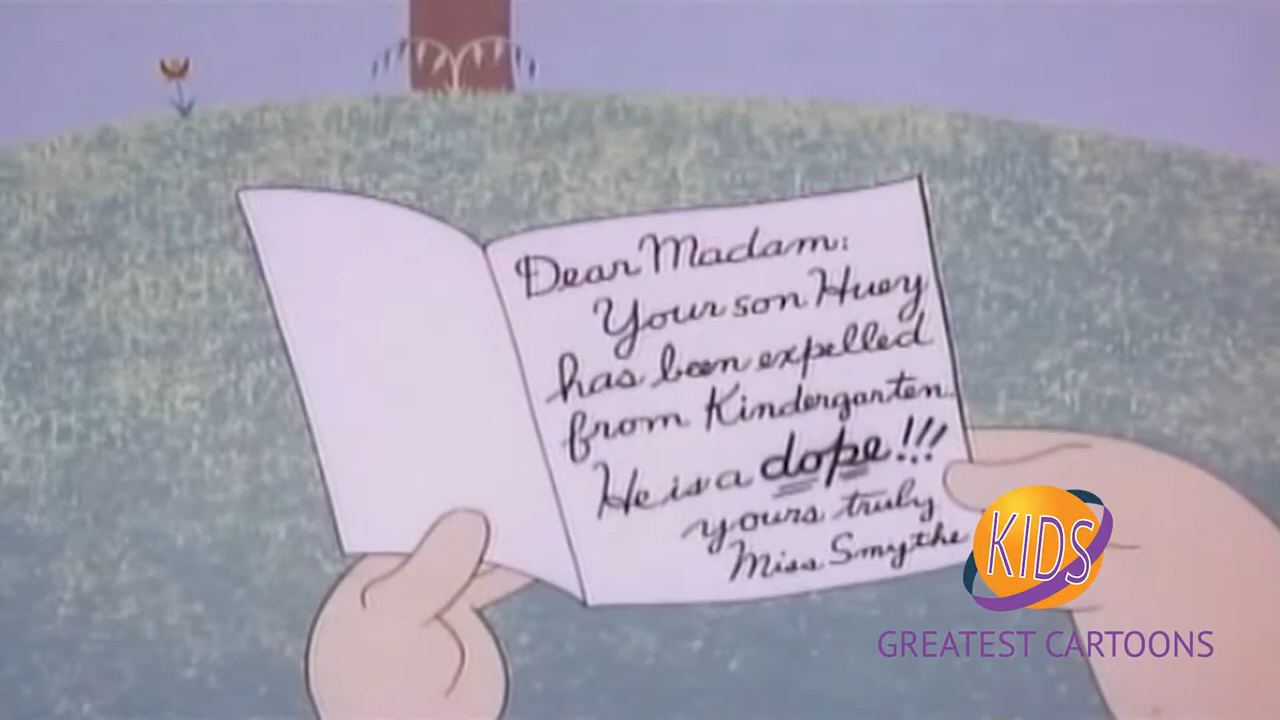 Dear Madam:
Your son Huey
has been expelled
from Kindergarten.
He is a dope!!!
yours truly
Miss Smythe
KIDS
GREATEST CARTOONS